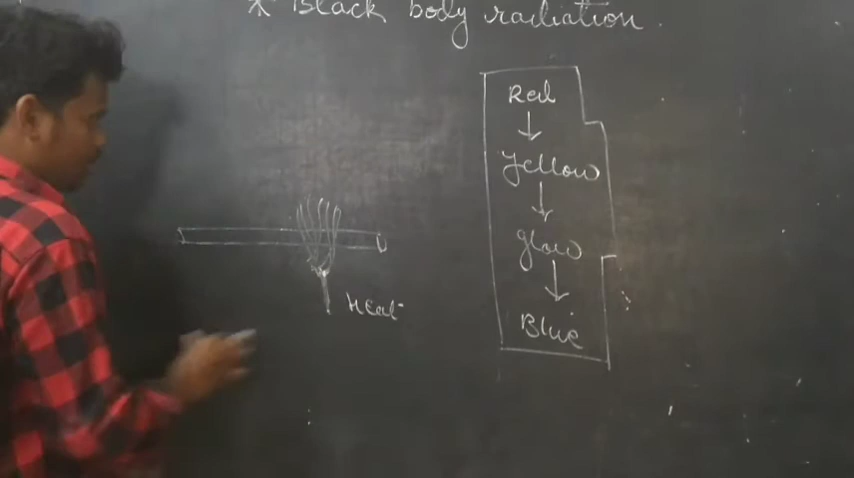 * Black body radiation.
Red
↓
Yellow
↓
glow
↓
Blue
Heat